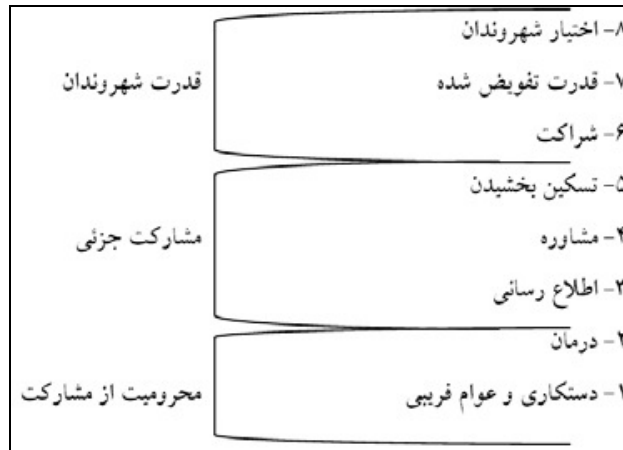 ۸- اختیار شهروندان
۷- قدرت تفویض شده
قدرت شهروندان
۶- شراکت
۵- تسکین بخشیدن
۴- مشاوره
مشارکت جزئی
۳- اطلاع رسانی
۲- درمان
۱- دستکاری و عوام فریبی
محرومیت از مشارکت